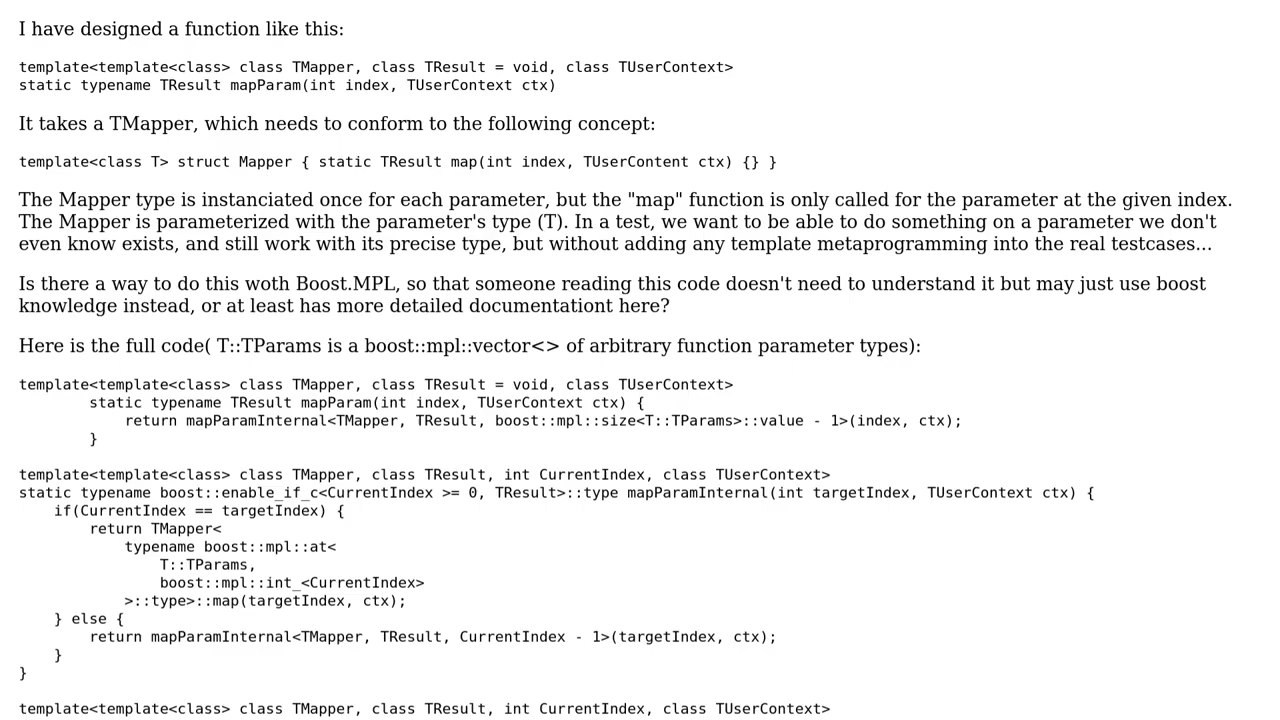 I have designed a function like this:
template<template<class> class TMapper, class TResult = void, class TUserContext>
static typename TResult mapParam(int index, TUserContext ctx)
It takes a TMapper, which needs to conform to the following concept:
template<class T> struct Mapper { static TResult map(int index, TUserContent ctx) {} }
The Mapper type is instanciated once for each parameter, but the "map" function is only called for the parameter at the given index.
The Mapper is parameterized with the parameter's type (T). In a test, we want to be able to do something on a parameter we don't
even know exists, and still work with its precise type, but without adding any template metaprogramming into the real testcases...
Is there a way to do this woth Boost.MPL, so that someone reading this code doesn't need to understand it but may just use boost
knowledge instead, or at least has more detailed documentationt here?
Here is the full code( T::TParams is a boost::mpl::vector<> of arbitrary function parameter types):
template<template<class> class TMapper, class TResult = void, class TUserContext>
        static typename TResult mapParam(int index, TUserContext ctx) {
            return mapParamInternal<TMapper, TResult, boost::mpl::size<T::TParams>::value - 1>(index, ctx);
        }
template<template<class> class TMapper, class TResult, int CurrentIndex, class TUserContext>
static typename boost::enable_if_c<CurrentIndex >= 0, TResult>::type mapParamInternal(int targetIndex, TUserContext ctx) {
    if(CurrentIndex == targetIndex) {
        return TMapper<
            typename boost::mpl::at<
                T::TParams,
                boost::mpl::int_<CurrentIndex>
            >::type>::map(targetIndex, ctx);
    } else {
        return mapParamInternal<TMapper, TResult, CurrentIndex - 1>(targetIndex, ctx);
    }
}
template<template<class> class TMapper, class TResult, int CurrentIndex, class TUserContext>